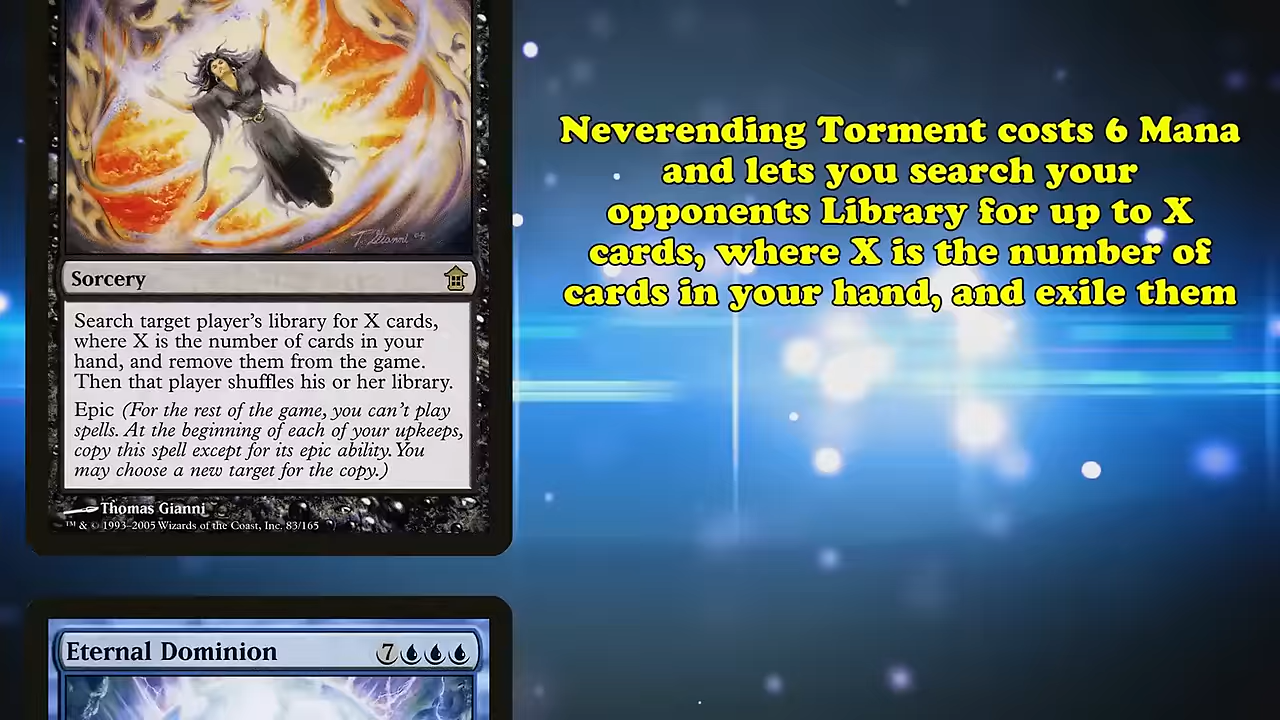 Neverending Torment costs 6 Mana
and lets you search your
opponents Library for up to X
cards, where X is the number of
cards in your hand, and exile them
Sorcery
Search target player's library for X cards,
where X is the number of cards in your
hand, and remove them from the game.
Then that player shuffles his or her library.
Epic (For the rest of the game, you can't play
spells. At the beginning of each of your upkeeps,
copy this spell except for its epic ability. You
may choose a new target for the copy.)
Thomas Gianni
™ & © 1993–2005 Wizards of the Coast, Inc. 83/165
Eternal Dominion 7